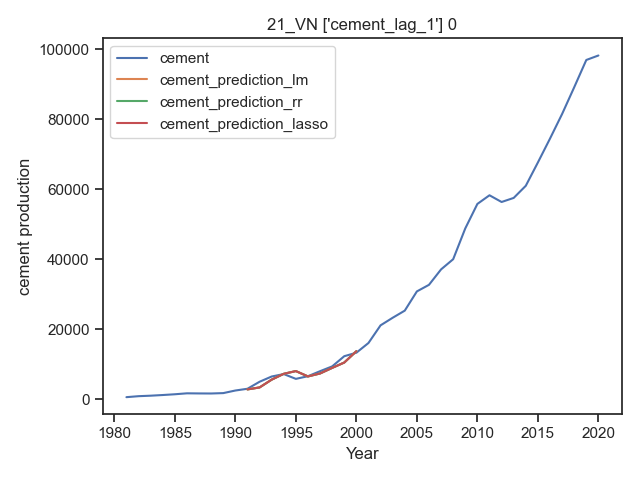 21_VN ['cement_lag_1'] 0
cement
cement_prediction_lm
cement_prediction_rr
cement_prediction_lasso
cement production
100000
80000
60000
40000
20000
0
1980 1985 1990 1995 2000 2005 2010 2015 2020
Year